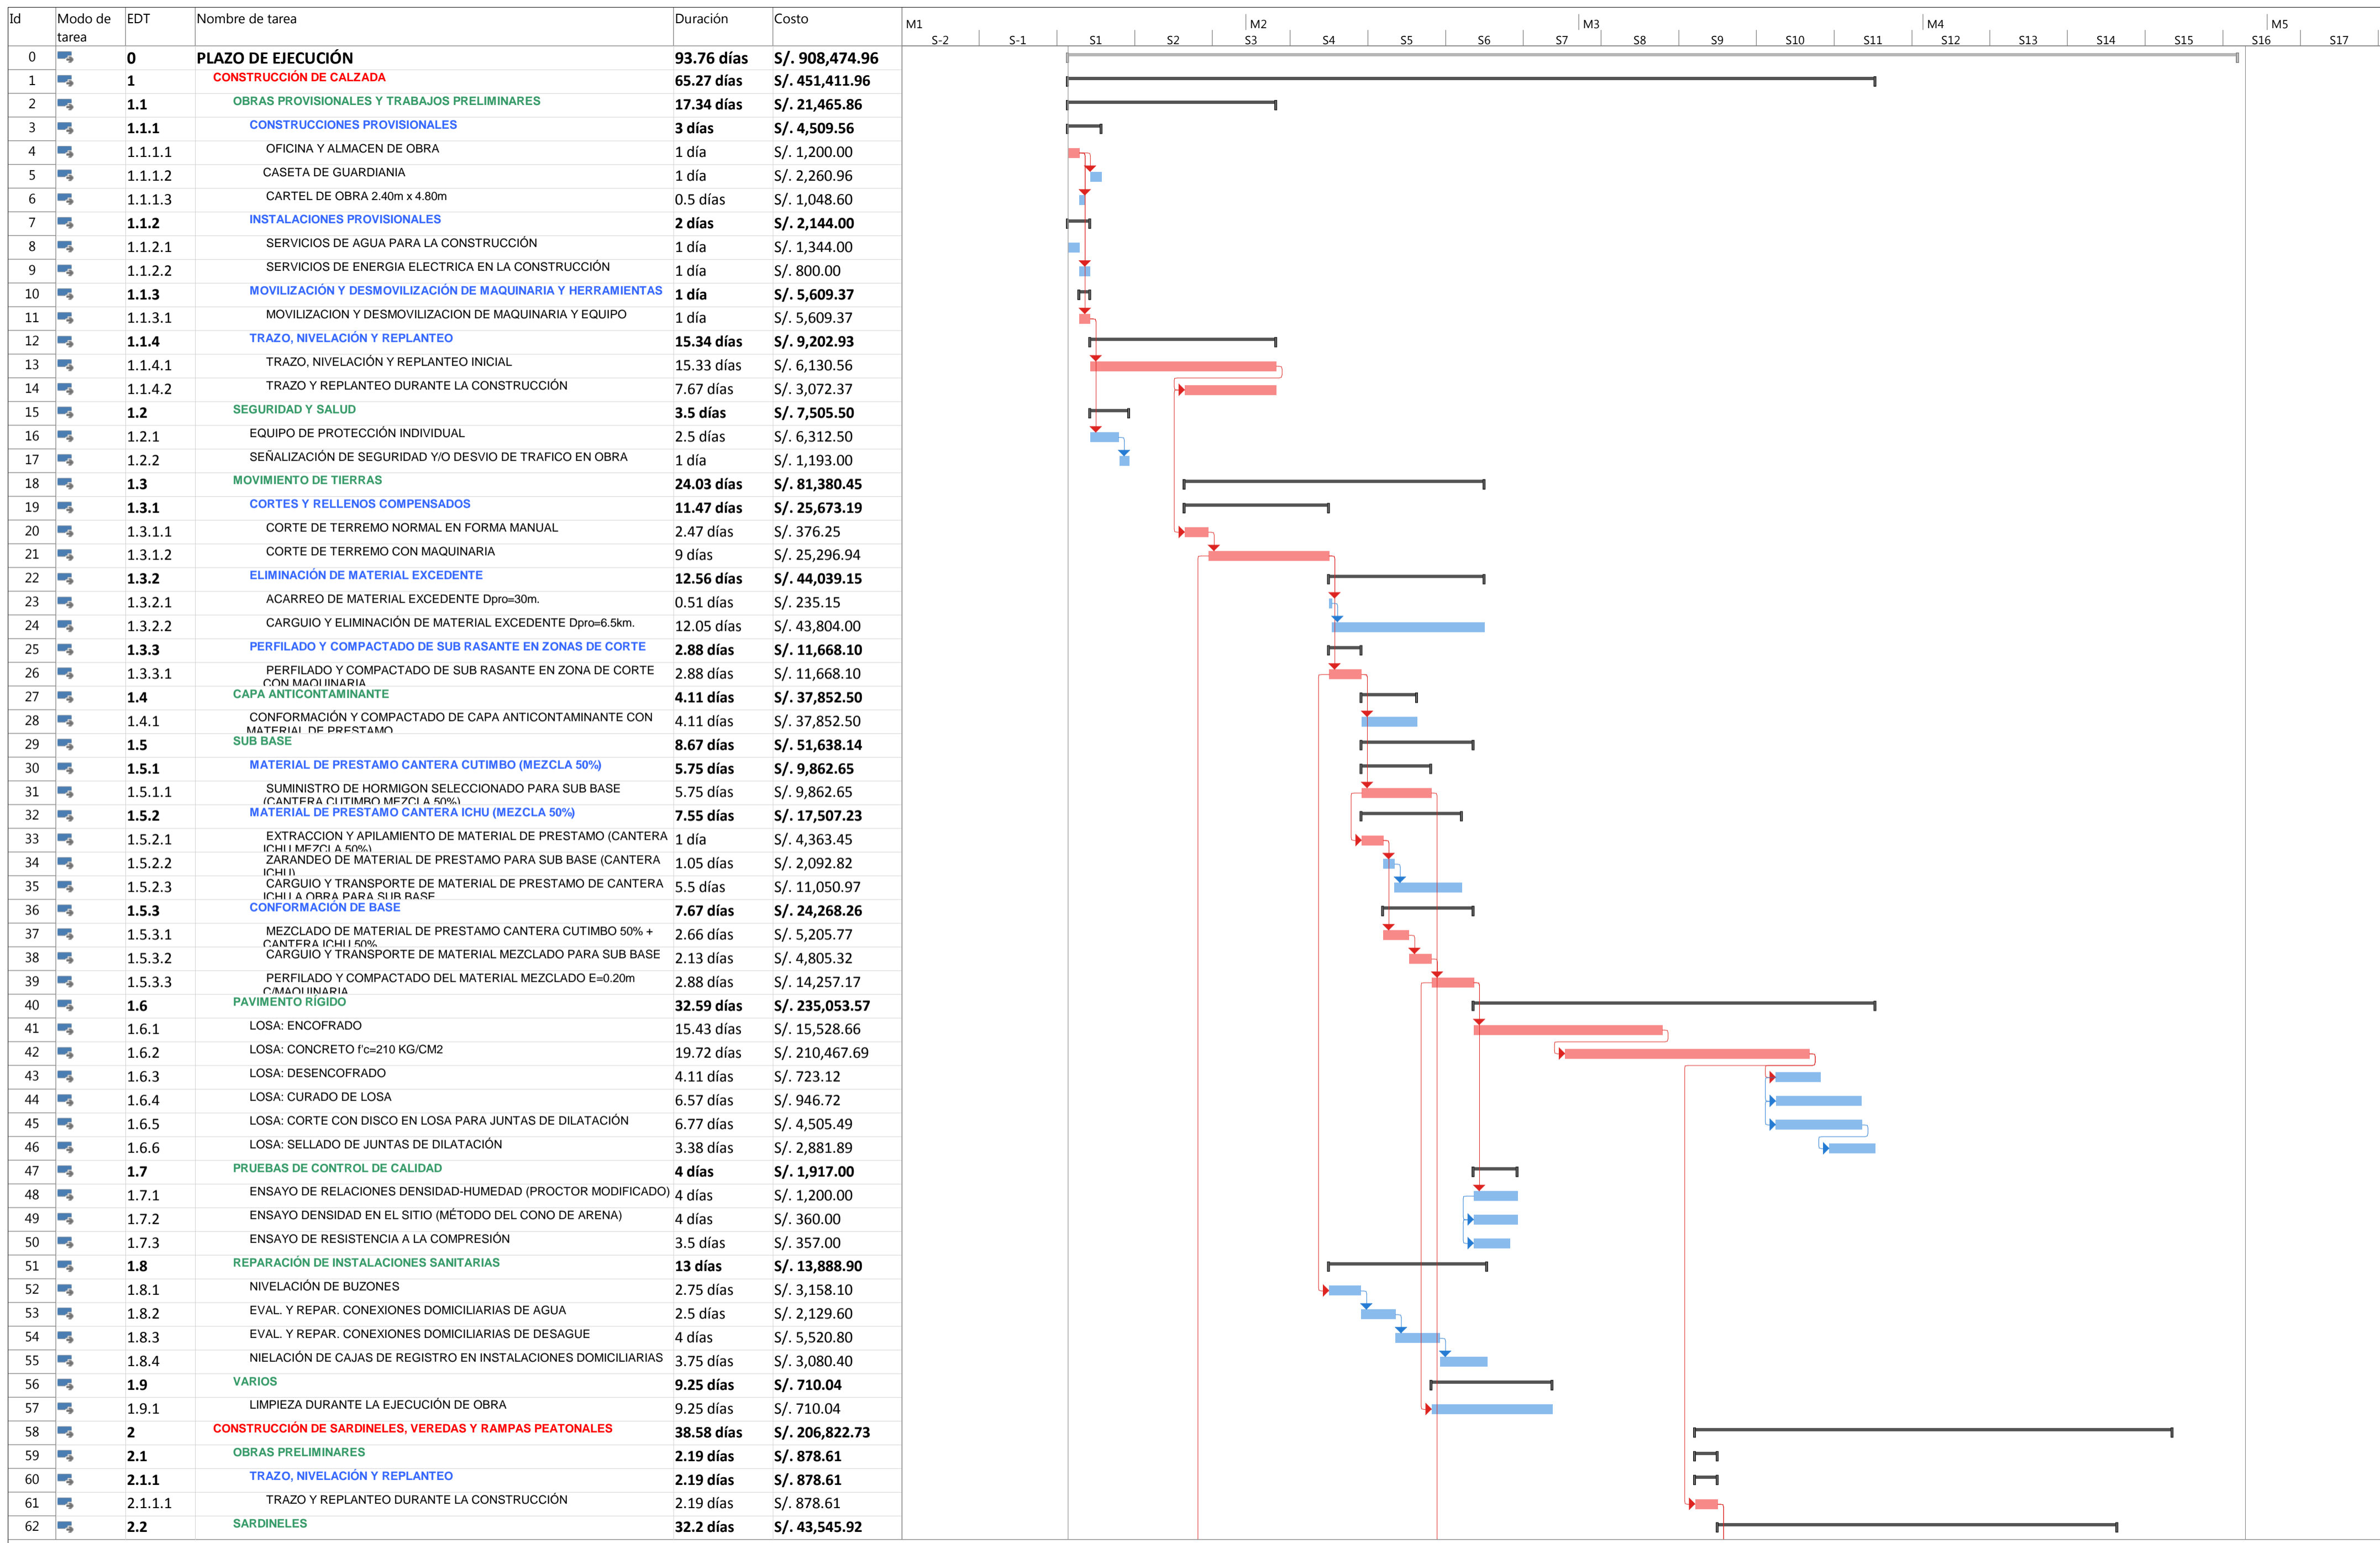 Id Modo de tarea EDT Nombre de tarea Duración Costo
M1 M2 M3 M4 M5
S-2 S-1 S1 S2 S3 S4 S5 S6 S7 S8 S9 S10 S11 S12 S13 S14 S15 S16 S17
0 0 PLAZO DE EJECUCIÓN 93.76 días S/. 908,474.96
1 1 CONSTRUCCIÓN DE CALZADA 65.27 días S/. 451,411.96
2 1.1 OBRAS PROVISIONALES Y TRABAJOS PRELIMINARES 17.34 días S/. 21,465.86
3 1.1.1 CONSTRUCCIONES PROVISIONALES 3 días S/. 4,509.56
4 1.1.1.1 OFICINA Y ALMACEN DE OBRA 1 día S/. 1,200.00
5 1.1.1.2 CASETA DE GUARDIANIA 1 día S/. 2,260.96
6 1.1.1.3 CARTEL DE OBRA 2.40m x 4.80m 0.5 días S/. 1,048.60
7 1.1.2 INSTALACIONES PROVISIONALES 2 días S/. 2,144.00
8 1.1.2.1 SERVICIOS DE AGUA PARA LA CONSTRUCCIÓN 1 día S/. 1,344.00
9 1.1.2.2 SERVICIOS DE ENERGIA ELECTRICA EN LA CONSTRUCCIÓN 1 día S/. 800.00
10 1.1.3 MOVILIZACIÓN Y DESMOVILIZACIÓN DE MAQUINARIA Y HERRAMIENTAS 1 día S/. 5,609.37
11 1.1.3.1 MOVILIZACION Y DESMOVILIZACION DE MAQUINARIA Y EQUIPO 1 día S/. 5,609.37
12 1.1.4 TRAZO, NIVELACIÓN Y REPLANTEO 15.34 días S/. 9,202.93
13 1.1.4.1 TRAZO, NIVELACIÓN Y REPLANTEO INICIAL 15.33 días S/. 6,130.56
14 1.1.4.2 TRAZO Y REPLANTEO DURANTE LA CONSTRUCCIÓN 7.67 días S/. 3,072.37
15 1.2 SEGURIDAD Y SALUD 3.5 días S/. 7,505.50
16 1.2.1 EQUIPO DE PROTECCIÓN INDIVIDUAL 2.5 días S/. 6,312.50
17 1.2.2 SEÑALIZACIÓN DE SEGURIDAD Y/O DESVIO DE TRAFICO EN OBRA 1 día S/. 1,193.00
18 1.3 MOVIMIENTO DE TIERRAS 24.03 días S/. 81,380.45
19 1.3.1 CORTES Y RELLENOS COMPENSADOS 11.47 días S/. 25,673.19
20 1.3.1.1 CORTE DE TERREMO NORMAL EN FORMA MANUAL 2.47 días S/. 376.25
21 1.3.1.2 CORTE DE TERREMO CON MAQUINARIA 9 días S/. 25,296.94
22 1.3.2 ELIMINACIÓN DE MATERIAL EXCEDENTE 12.56 días S/. 44,039.15
23 1.3.2.1 ACARREO DE MATERIAL EXCEDENTE Dpro=30m. 0.51 días S/. 235.15
24 1.3.2.2 CARGUIO Y ELIMINACIÓN DE MATERIAL EXCEDENTE Dpro=6.5km. 12.05 días S/. 43,804.00
25 1.3.3 PERFILADO Y COMPACTADO DE SUB RASANTE EN ZONAS DE CORTE 2.88 días S/. 11,668.10
26 1.3.3.1 PERFILADO Y COMPACTADO DE SUB RASANTE EN ZONA DE CORTE 2.88 días S/. 11,668.10
CON MAQUINARIA
27 1.4 CAPA ANTICONTAMINANTE 4.11 días S/. 37,852.50
28 1.4.1 CONFORMACIÓN Y COMPACTADO DE CAPA ANTICONTAMINANTE CON 4.11 días S/. 37,852.50
MATERIAL DE PRESTAMO
29 1.5 SUB BASE 8.67 días S/. 51,638.14
30 1.5.1 MATERIAL DE PRESTAMO CANTERA CUTIMBO (MEZCLA 50%) 5.75 días S/. 9,862.65
31 1.5.1.1 SUMINISTRO DE HORMIGON SELECCIONADO PARA SUB BASE 5.75 días S/. 9,862.65
(CANTERA CUTIMBO MEZCLA 50%)
32 1.5.2 MATERIAL DE PRESTAMO CANTERA ICHU (MEZCLA 50%) 7.55 días S/. 17,507.23
33 1.5.2.1 EXTRACCION Y APILAMIENTO DE MATERIAL DE PRESTAMO (CANTERA 1 día S/. 4,363.45
ICHU MEZCLA 50%)
34 1.5.2.2 ZARANDEO DE MATERIAL DE PRESTAMO PARA SUB BASE (CANTERA 1.05 días S/. 2,092.82
ICHU)
35 1.5.2.3 CARGUIO Y TRANSPORTE DE MATERIAL DE PRESTAMO DE CANTERA 5.5 días S/. 11,050.97
ICHU A OBRA PARA SUB BASE
36 1.5.3 CONFORMACIÓN DE BASE 7.67 días S/. 24,268.26
37 1.5.3.1 MEZCLADO DE MATERIAL DE PRESTAMO CANTERA CUTIMBO 50% + 2.66 días S/. 5,205.77
CANTERA ICHU 50%
38 1.5.3.2 CARGUIO Y TRANSPORTE DE MATERIAL MEZCLADO PARA SUB BASE 2.13 días S/. 4,805.32
39 1.5.3.3 PERFILADO Y COMPACTADO DEL MATERIAL MEZCLADO E=0.20m 2.88 días S/. 14,257.17
C/MAQUINARIA
40 1.6 PAVIMENTO RÍGIDO 32.59 días S/. 235,053.57
41 1.6.1 LOSA: ENCOFRADO 15.43 días S/. 15,528.66
42 1.6.2 LOSA: CONCRETO f'c=210 KG/CM2 19.72 días S/. 210,467.69
43 1.6.3 LOSA: DESENCOFRADO 4.11 días S/. 723.12
44 1.6.4 LOSA: CURADO DE LOSA 6.57 días S/. 946.72
45 1.6.5 LOSA: CORTE CON DISCO EN LOSA PARA JUNTAS DE DILATACIÓN 6.77 días S/. 4,505.49
46 1.6.6 LOSA: SELLADO DE JUNTAS DE DILATACIÓN 3.38 días S/. 2,881.89
47 1.7 PRUEBAS DE CONTROL DE CALIDAD 4 días S/. 1,917.00
48 1.7.1 ENSAYO DE RELACIONES DENSIDAD-HUMEDAD (PROCTOR MODIFICADO) 4 días S/. 1,200.00
49 1.7.2 ENSAYO DENSIDAD EN EL SITIO (MÉTODO DEL CONO DE ARENA) 4 días S/. 360.00
50 1.7.3 ENSAYO DE RESISTENCIA A LA COMPRESIÓN 3.5 días S/. 357.00
51 1.8 REPARACIÓN DE INSTALACIONES SANITARIAS 13 días S/. 13,888.90
52 1.8.1 NIVELACIÓN DE BUZONES 2.75 días S/. 3,158.10
53 1.8.2 EVAL. Y REPAR. CONEXIONES DOMICILIARIAS DE AGUA 2.5 días S/. 2,129.60
54 1.8.3 EVAL. Y REPAR. CONEXIONES DOMICILIARIAS DE DESAGUE 4 días S/. 5,520.80
55 1.8.4 NIELACIÓN DE CAJAS DE REGISTRO EN INSTALACIONES DOMICILIARIAS 3.75 días S/. 3,080.40
56 1.9 VARIOS 9.25 días S/. 710.04
57 1.9.1 LIMPIEZA DURANTE LA EJECUCIÓN DE OBRA 9.25 días S/. 710.04
58 2 CONSTRUCCIÓN DE SARDINELES, VEREDAS Y RAMPAS PEATONALES 38.58 días S/. 206,822.73
59 2.1 OBRAS PRELIMINARES 2.19 días S/. 878.61
60 2.1.1 TRAZO, NIVELACIÓN Y REPLANTEO 2.19 días S/. 878.61
61 2.1.1.1 TRAZO Y REPLANTEO DURANTE LA CONSTRUCCIÓN 2.19 días S/. 878.61
62 2.2 SARDINELES 32.2 días S/. 43,545.92